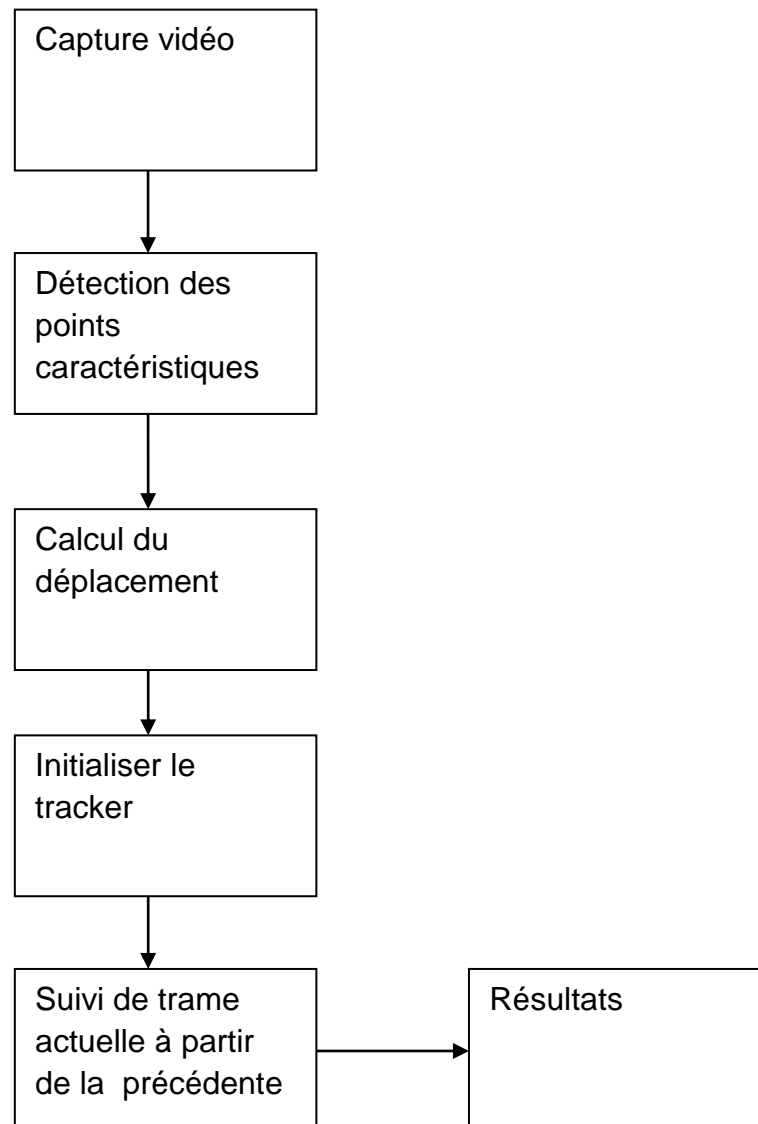 Capture vidéo
Détection des
points
caractéristiques
Calcul du
déplacement
Initialiser le
tracker
Suivi de trame
actuelle à partir
de la  précédente
Résultats